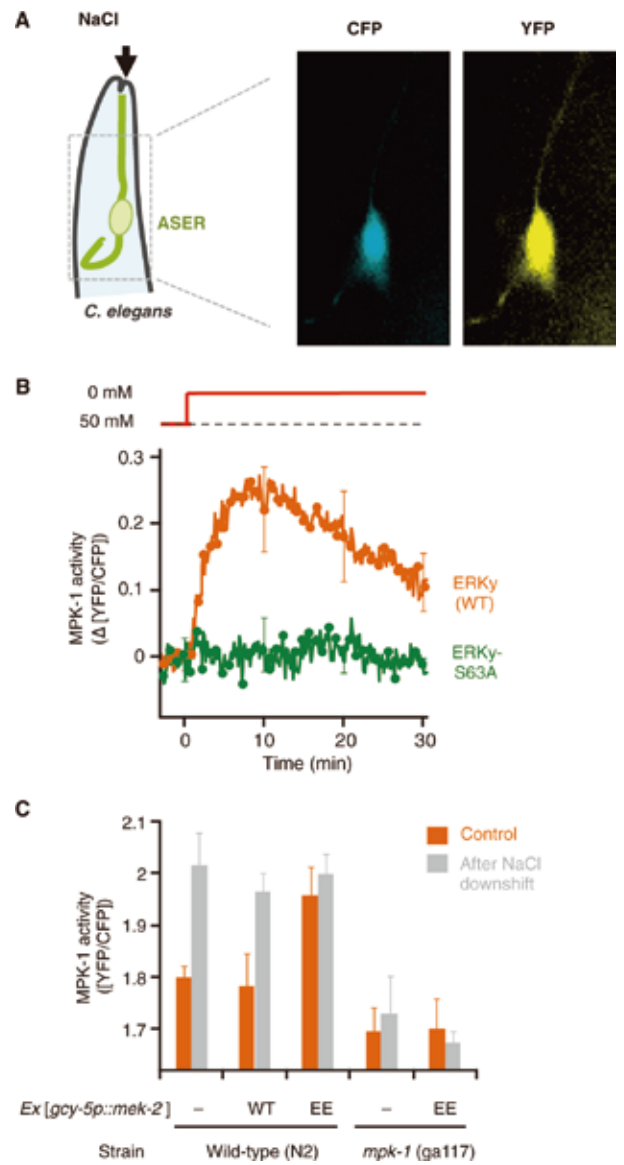 A
NaCl
CFP
YFP
ASER
C. elegans
B
0 mM
50 mM
0.3
0.2
0.1
0
MPK-1 activity
(Δ [YFP/CFP])
ERKy
(WT)
ERKy-
S63A
0
10
20
30
Time (min)
C
2.1
2
1.9
1.8
1.7
MPK-1 activity
([YFP/CFP])
Control
After NaCl
downshift
Ex [gcy-5p::mek-2 ] – WT EE – EE
Strain Wild-type (N2) mpk-1 (ga117)